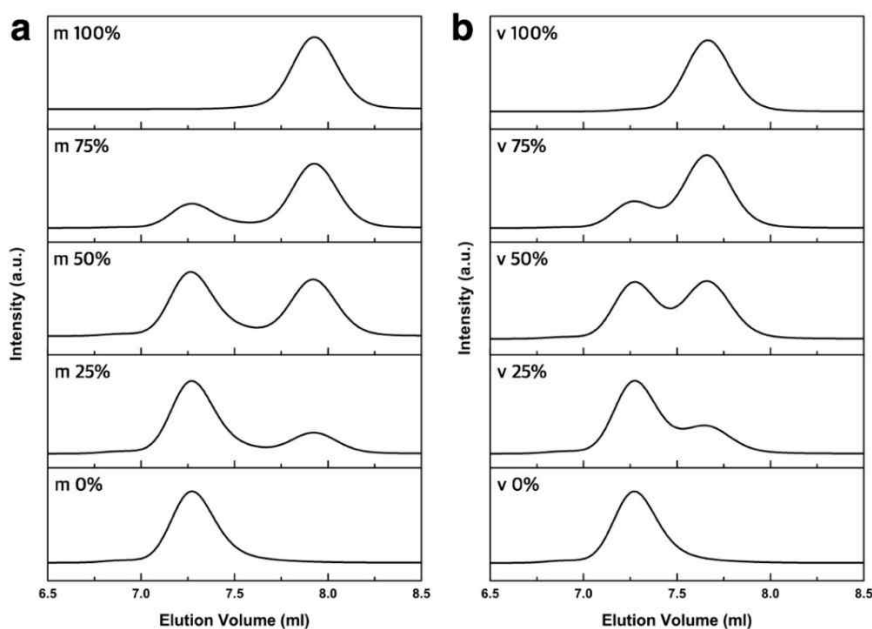 a
m 100%
m 75%
m 50%
m 25%
m 0%
Intensity (a.u.)
6.5 7.0 7.5 8.0 8.5
Elution Volume (ml)
b
v 100%
v 75%
v 50%
v 25%
v 0%
Intensity (a.u.)
6.5 7.0 7.5 8.0 8.5
Elution Volume (ml)